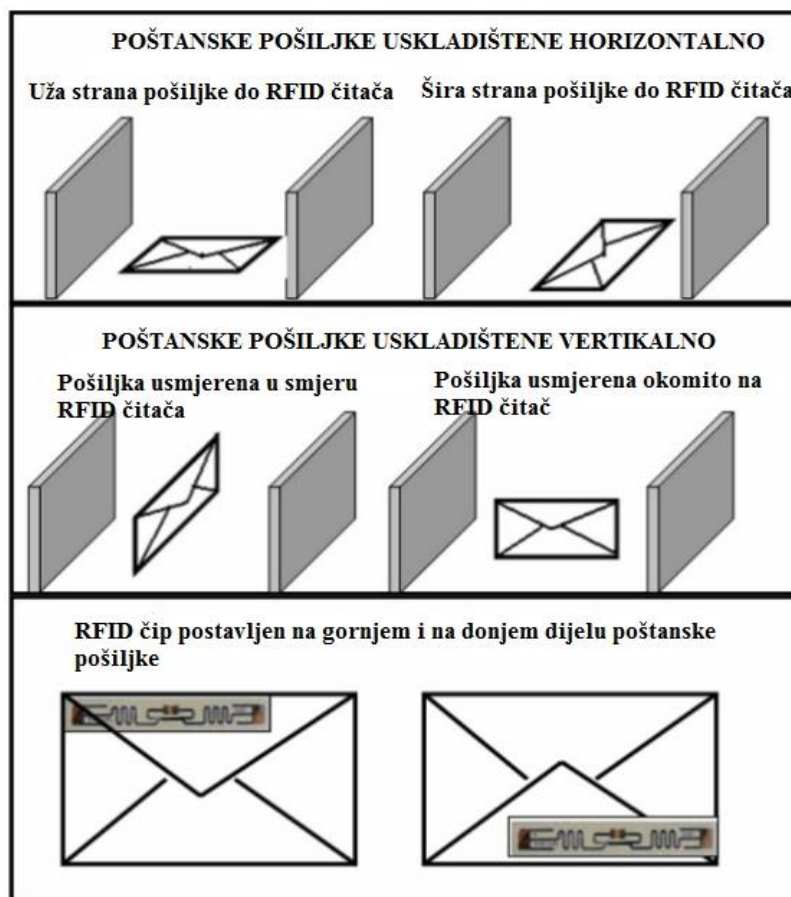 POŠTANSKE POŠILJKE USKLADIŠTENE HORIZONTALNO
Uža strana pošiljke do RFID čitača
Šira strana pošiljke do RFID čitača
POŠTANSKE POŠILJKE USKLADIŠTENE VERTIKALNO
Pošiljka usmjerena u smjeru
RFID čitača
Pošiljka usmjerena okomito na
RFID čitač
RFID čip postavljen na gornjem i na donjem dijelu poštanske
pošiljke